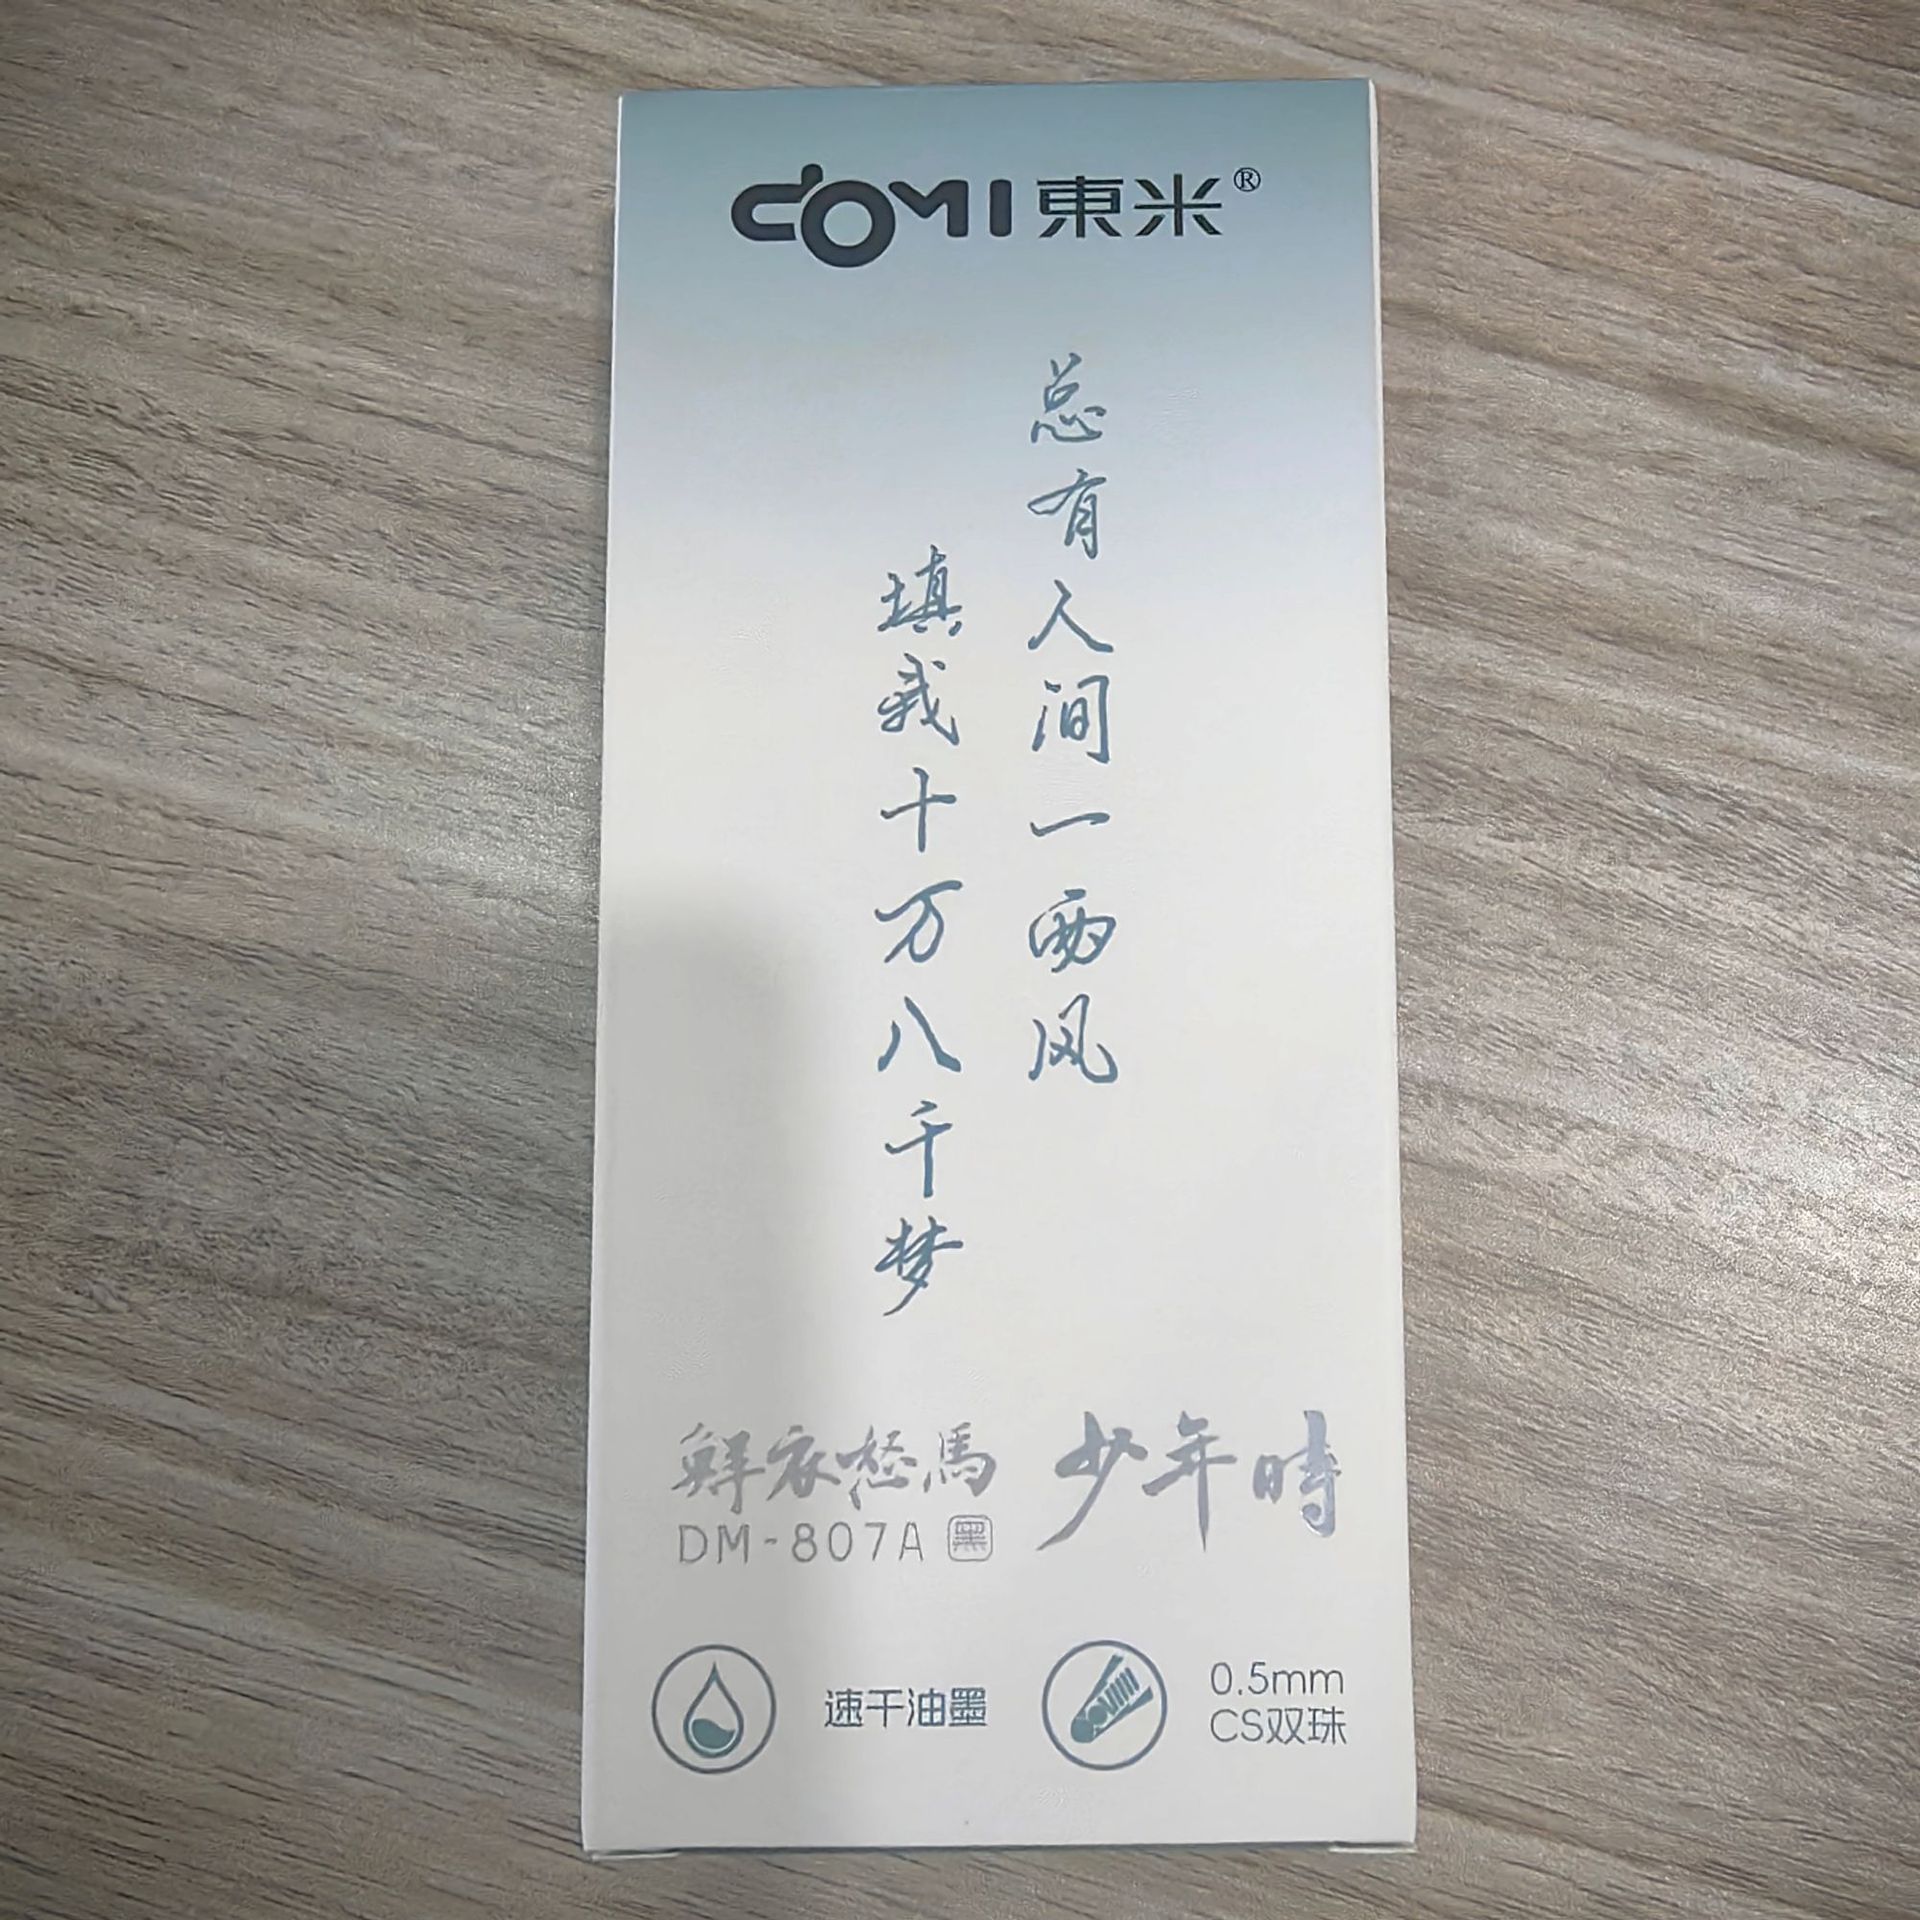 DOMI東米®
总有人间一两风
填我十万八千梦
鮮衣怒馬
少年時
DM-807A 黑
速干油墨
0.5mm
CS双珠